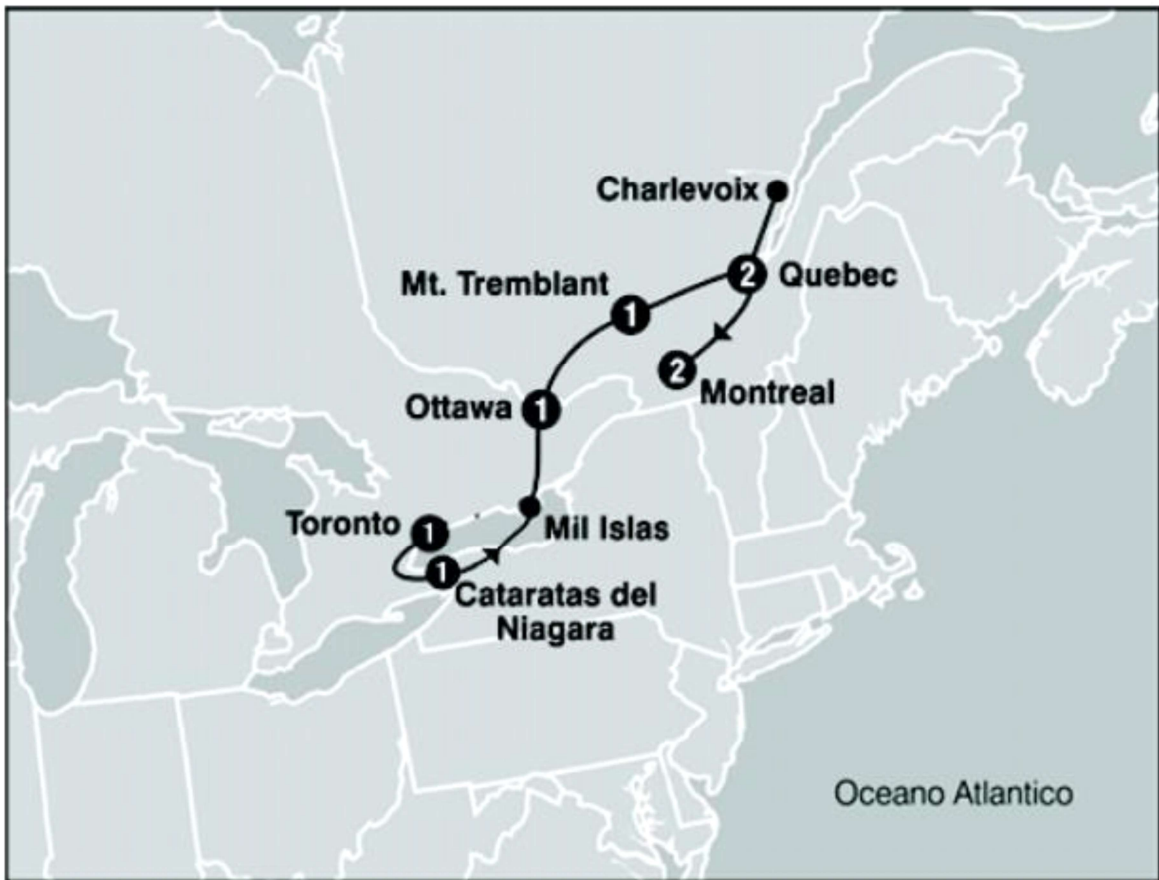 Charlevoix
2 Quebec
Mt. Tremblant
1
2
Montreal
Ottawa 1
Toronto 1
Mil Islas
1
Cataratas del
Niagara
Oceano Atlantico